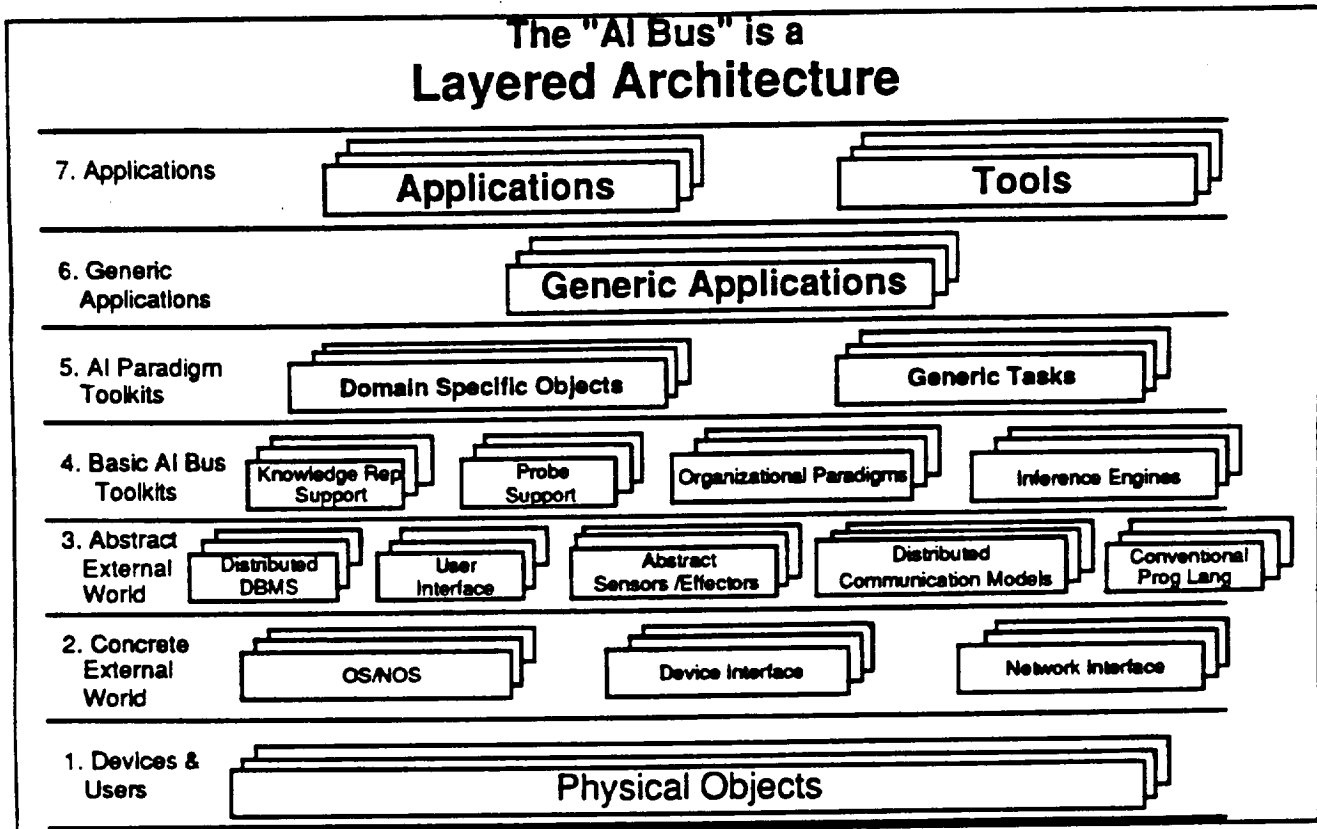 The "AI Bus" is a
Layered Architecture
7. Applications
Applications
Tools
6. Generic
Applications
Generic Applications
5. AI Paradigm
Toolkits
Domain Specific Objects
Generic Tasks
4. Basic AI Bus
Toolkits
Knowledge Rep
Support
Probe
Support
Organizational Paradigms
Inference Engines
3. Abstract
External
World
Distributed
DBMS
User
Interface
Abstract
Sensors /Effectors
Distributed
Communication Models
Conventional
Prog Lang
2. Concrete
External
World
OS/NOS
Device Interface
Network Interface
1. Devices &
Users
Physical Objects